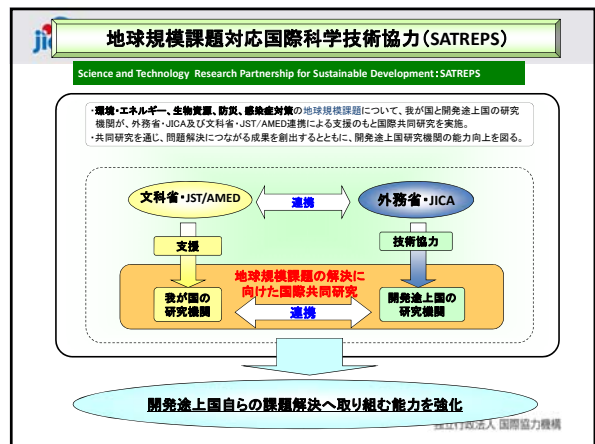 地球規模課題対応国際科学技術協力(SATREPS)
Science and Technology Research Partnership for Sustainable Development:SATREPS
・環境・エネルギー、生物資源、防災、感染症対策の地球規模課題について、我が国と開発途上国の研究
機関が、外務省・JICA及び文科省・JST/AMED連携による支援のもと国際共同研究を実施。
・共同研究を通じ、問題解決につながる成果を創出するとともに、開発途上国研究機関の能力向上を図る。
文科省・JST/AMED
連携
外務省・JICA
支援
技術協力
地球規模課題の解決に
向けた国際共同研究
我が国の
研究機関
連携
開発途上国の
研究機関
開発途上国自らの課題解決へ取り組む能力を強化
独立行政法人 国際協力機構